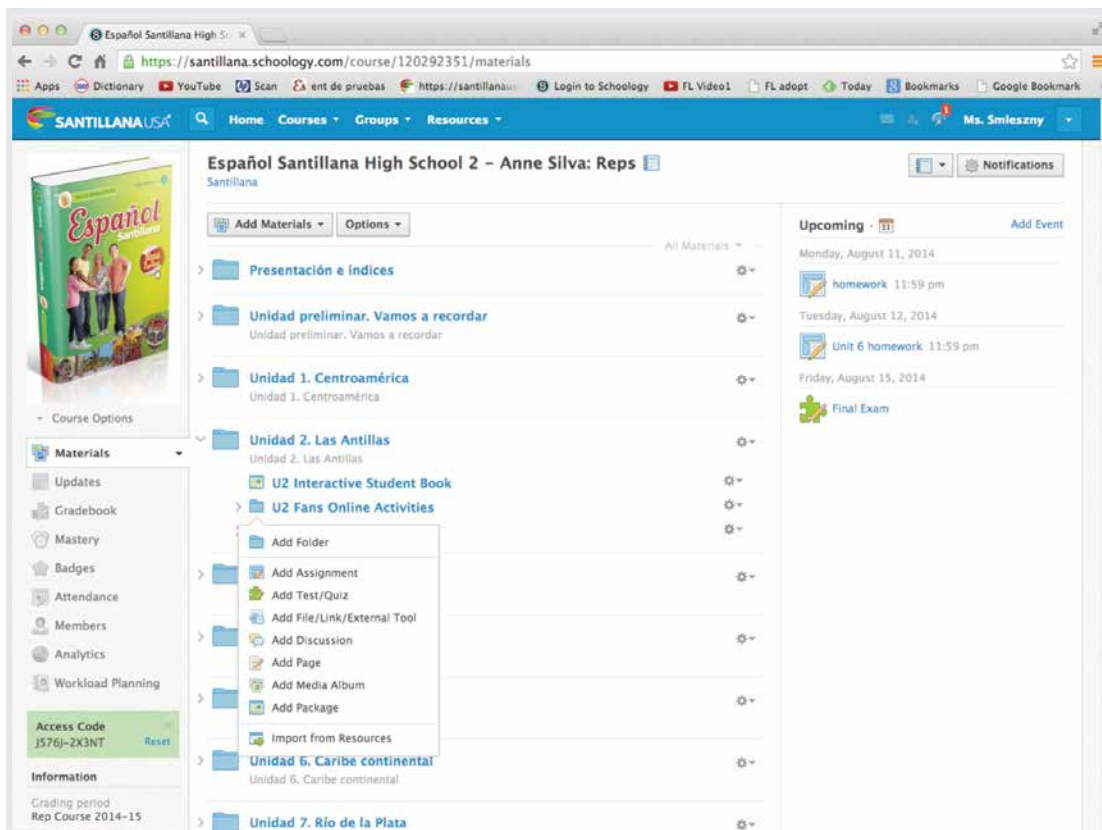 Español Santillana High Sc
https://santillana.schoology.com/course/120292351/materials
Apps Dictionary YouTube Scan ent de pruebas https://santillanau Login to Schoology FL Video1 FL adopt Today Bookmarks Google Bookmark
SANTILLANA USA Home Courses Groups Resources 1 Ms. Smieszny
Español Santillana High School 2 – Anne Silva: Reps
Santillana
Notifications
Español
Santillana
Add Materials Options
All Materials
Presentación e índices
Unidad preliminar. Vamos a recordar
Unidad preliminar. Vamos a recordar
Unidad 1. Centroamérica
Unidad 1. Centroamérica
Unidad 2. Las Antillas
Unidad 2. Las Antillas
U2 Interactive Student Book
U2 Fans Online Activities
Add Folder
Add Assignment
Add Test/Quiz
Add File/Link/External Tool
Add Discussion
Add Page
Add Media Album
Add Package
Import from Resources
Unidad 6. Caribe continental
Unidad 6. Caribe continental
Unidad 7. Río de la Plata
Course Options
Materials
Updates
Gradebook
Mastery
Badges
Attendance
Members
Analytics
Workload Planning
Access Code
J576J-2X3NT Reset
Information
Grading period
Rep Course 2014-15
Upcoming · 11 Add Event
Monday, August 11, 2014
homework 11:59 pm
Tuesday, August 12, 2014
Unit 6 homework 11:59 pm
Friday, August 15, 2014
Final Exam